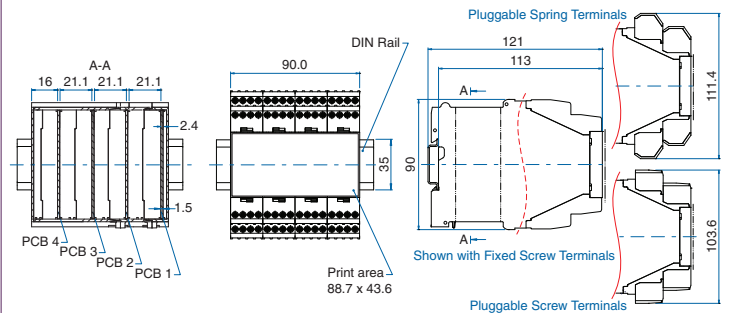 A-A
16
21.1
21.1
21.1
2.4
1.5
PCB 4
PCB 3
PCB 2
PCB 1
DIN Rail
90.0
35
Print area
88.7 x 43.6
121
113
A
90
A
Shown with Fixed Screw Terminals
Pluggable Spring Terminals
111.4
103.6
Pluggable Screw Terminals